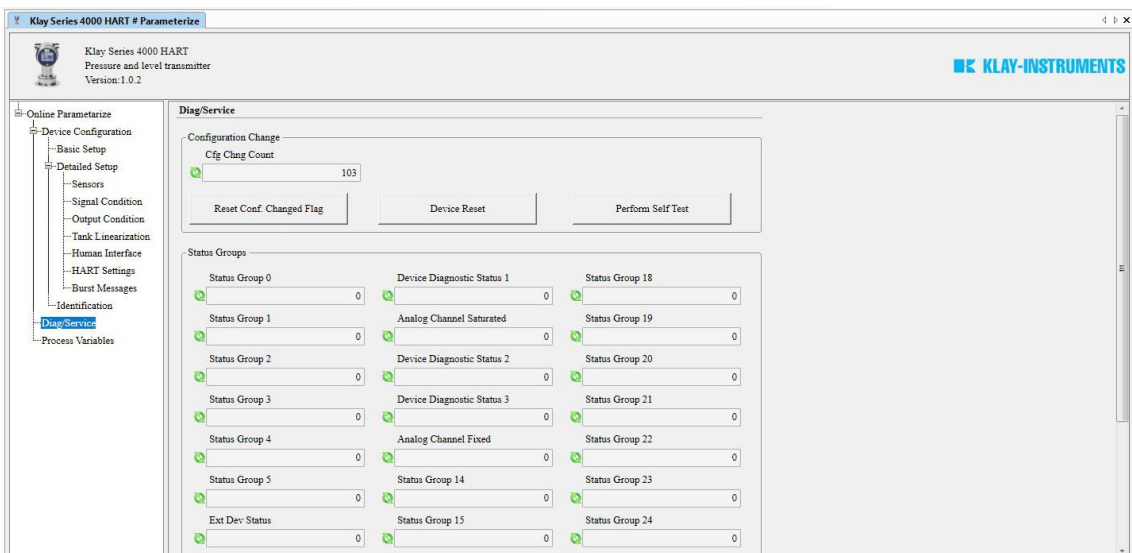 Klay Series 4000 HART # Parameterize
Klay Series 4000 HART
Pressure and level transmitter
Version:1.0.2
KLAY-INSTRUMENTS
Online Parametarize
Device Configuration
Basic Setup
Detailed Setup
Sensors
Signal Condition
Output Condition
Tank Linearization
Human Interface
HART Settings
Burst Messages
Identification
Diag/Service
Process Variables
Diag/Service
Configuration Change
Cfg Chng Count
103
Reset Conf. Changed Flag Device Reset Perform Self Test
Status Groups
Status Group 0 Device Diagnostic Status 1 Status Group 18
0 0 0
Status Group 1 Analog Channel Saturated Status Group 19
0 0 0
Status Group 2 Device Diagnostic Status 2 Status Group 20
0 0 0
Status Group 3 Device Diagnostic Status 3 Status Group 21
0 0 0
Status Group 4 Analog Channel Fixed Status Group 22
0 0 0
Status Group 5 Status Group 14 Status Group 23
0 0 0
Ext Dev Status Status Group 15 Status Group 24
0 0 0